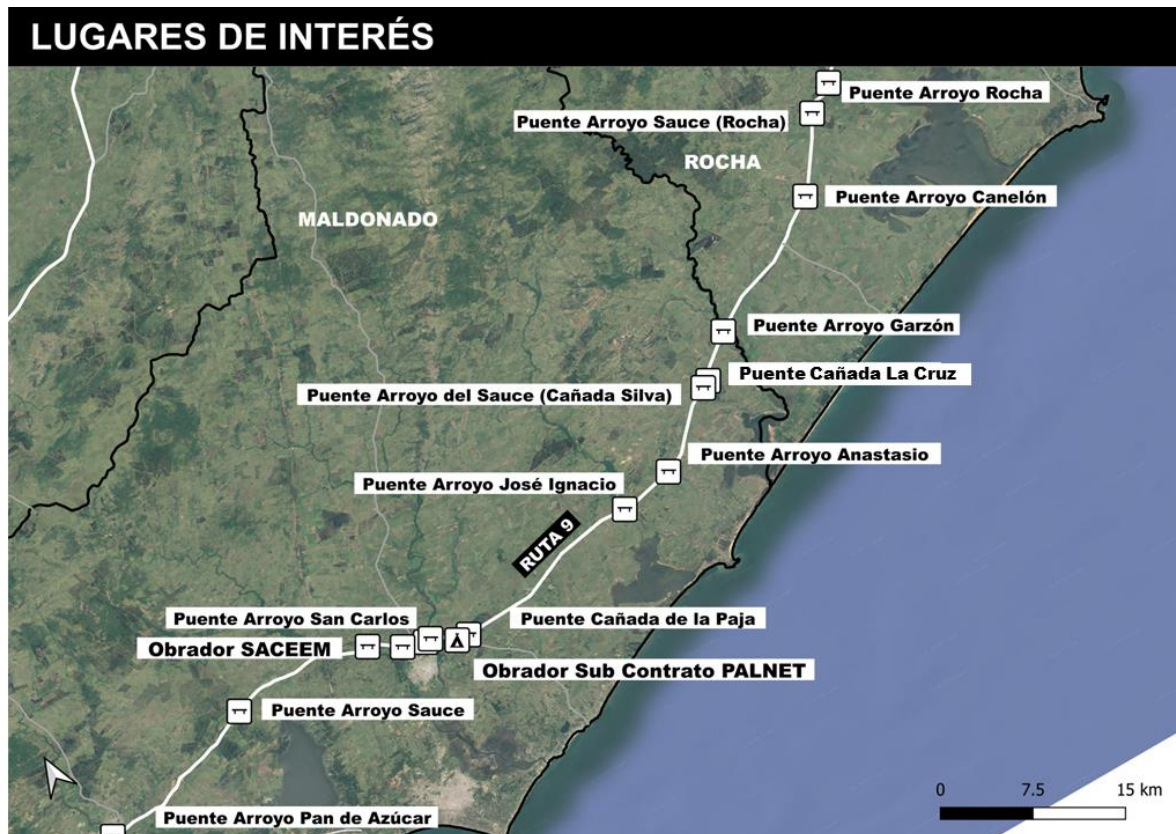 LUGARES DE INTERÉS
Puente Arroyo Rocha
Puente Arroyo Sauce (Rocha)
ROCHA
Puente Arroyo Canelón
MALDONADO
Puente Arroyo Garzón
Puente Cañada La Cruz
Puente Arroyo del Sauce (Cañada Silva)
Puente Arroyo Anastasio
Puente Arroyo José Ignacio
RUTA 9
Puente Arroyo San Carlos
Puente Cañada de la Paja
Obrador SACEEM
Obrador Sub Contrato PALNET
Puente Arroyo Sauce
0 7.5 15 km
Puente Arroyo Pan de Azúcar